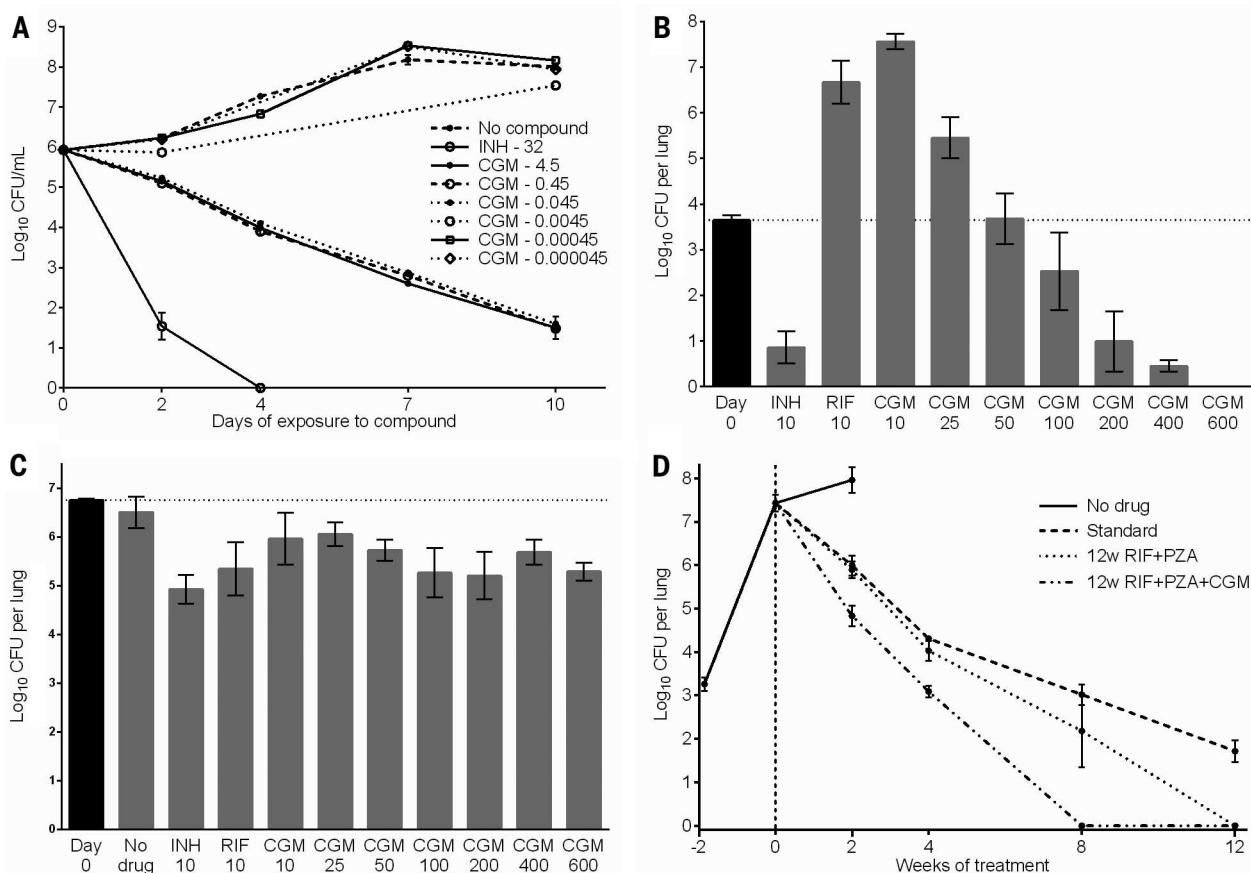 A
Log10 CFU/mL
9
8
7
6
5
4
3
2
1
0
No compound
INH - 32
CGM - 4.5
CGM - 0.45
CGM - 0.045
CGM - 0.0045
CGM - 0.00045
CGM - 0.000045
0 2 4 7 10
Days of exposure to compound
B
Log10 CFU per lung
8
7
6
5
4
3
2
1
0
Day 0
INH 10
RIF 10
CGM 10
CGM 25
CGM 50
CGM 100
CGM 200
CGM 400
CGM 600
C
Log10 CFU per lung
7
6
5
4
3
2
1
0
Day 0
No drug
INH 10
RIF 10
CGM 10
CGM 25
CGM 50
CGM 100
CGM 200
CGM 400
CGM 600
D
Log10 CFU per lung
8
7
6
5
4
3
2
1
0
No drug
Standard
12w RIF+PZA
12w RIF+PZA+CGM
-2 0 2 4 8 12
Weeks of treatment